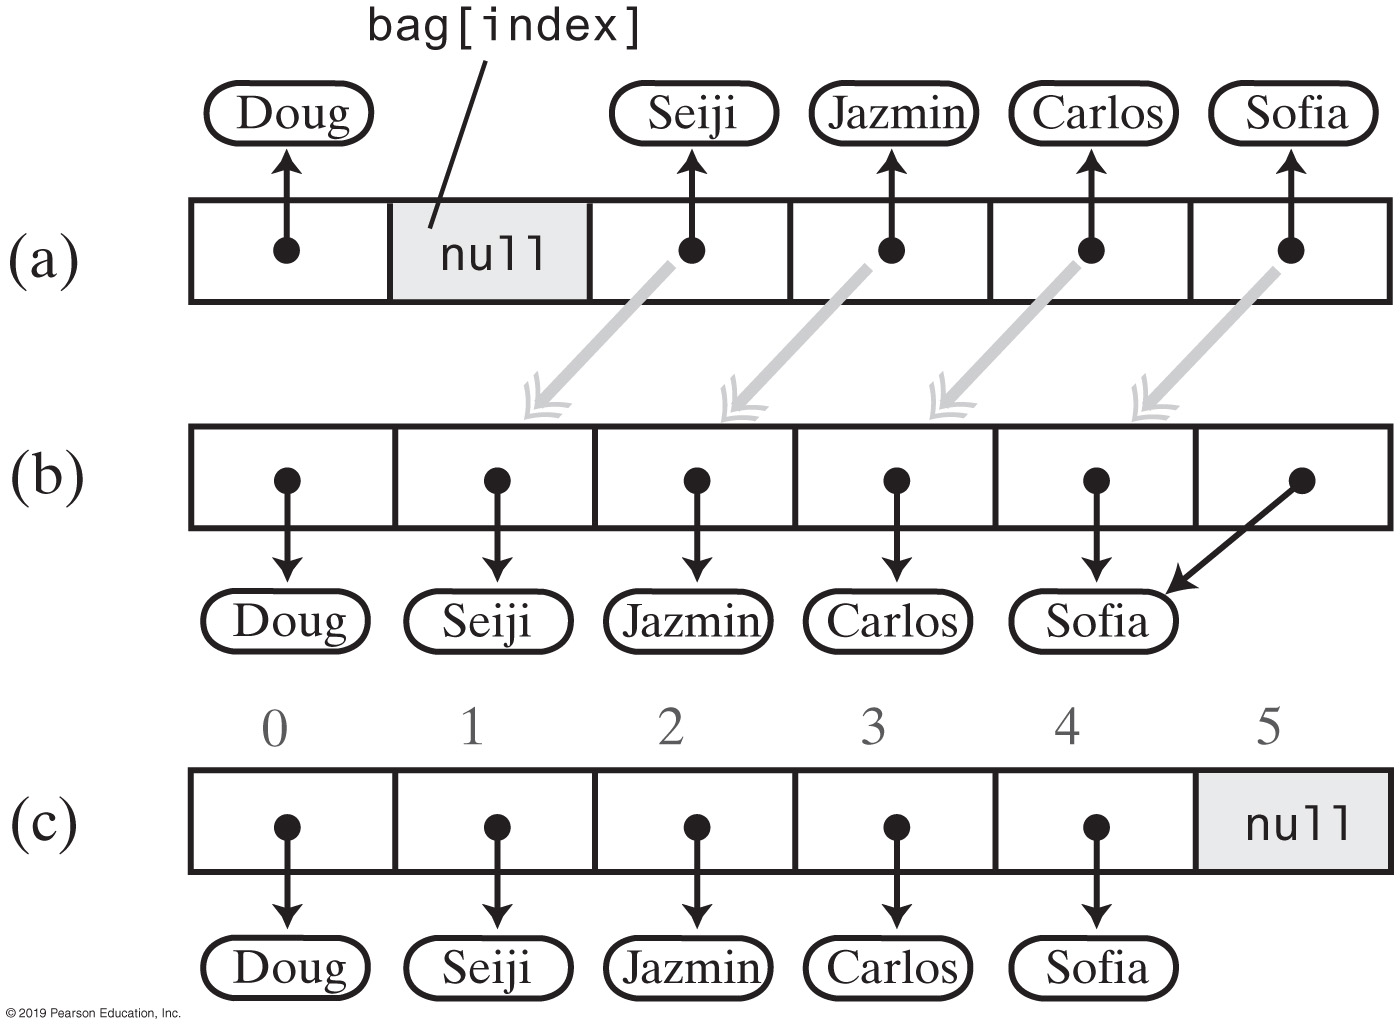 bag[index]
Doug Seiji Jazmin Carlos Sofia
(a) null
(b)
Doug Seiji Jazmin Carlos Sofia
0 1 2 3 4 5
(c) null
Doug Seiji Jazmin Carlos Sofia
© 2019 Pearson Education, Inc.